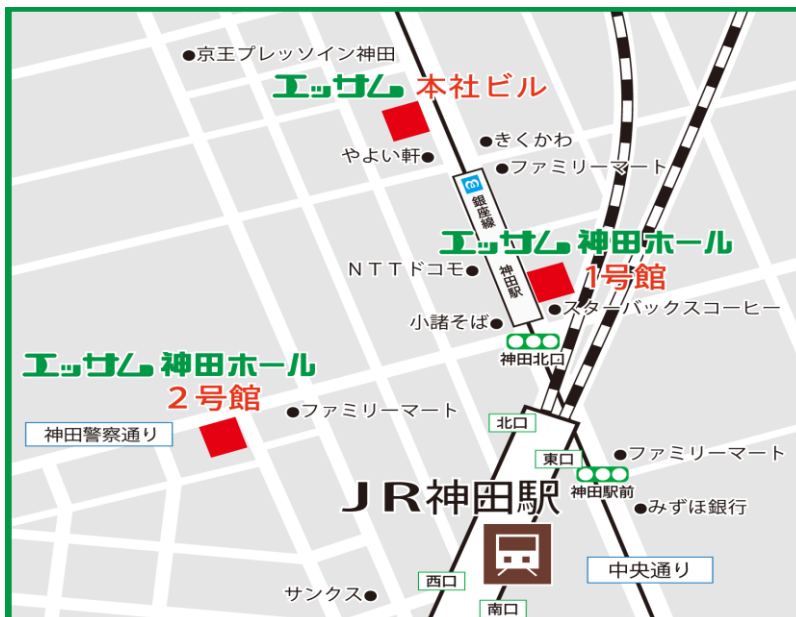 京王プレッソイン神田
エッサム 本社ビル
きくかわ
やよい軒
ファミリーマート
銀座線 神田駅
エッサム 神田ホール
1号館
NTTドコモ
スターバックスコーヒー
小諸そば
神田北口
エッサム 神田ホール
2号館
ファミリーマート
神田警察通り
北口
東口
ファミリーマート
JR神田駅
神田駅前
みずほ銀行
西口
中央通り
サンクス
南口